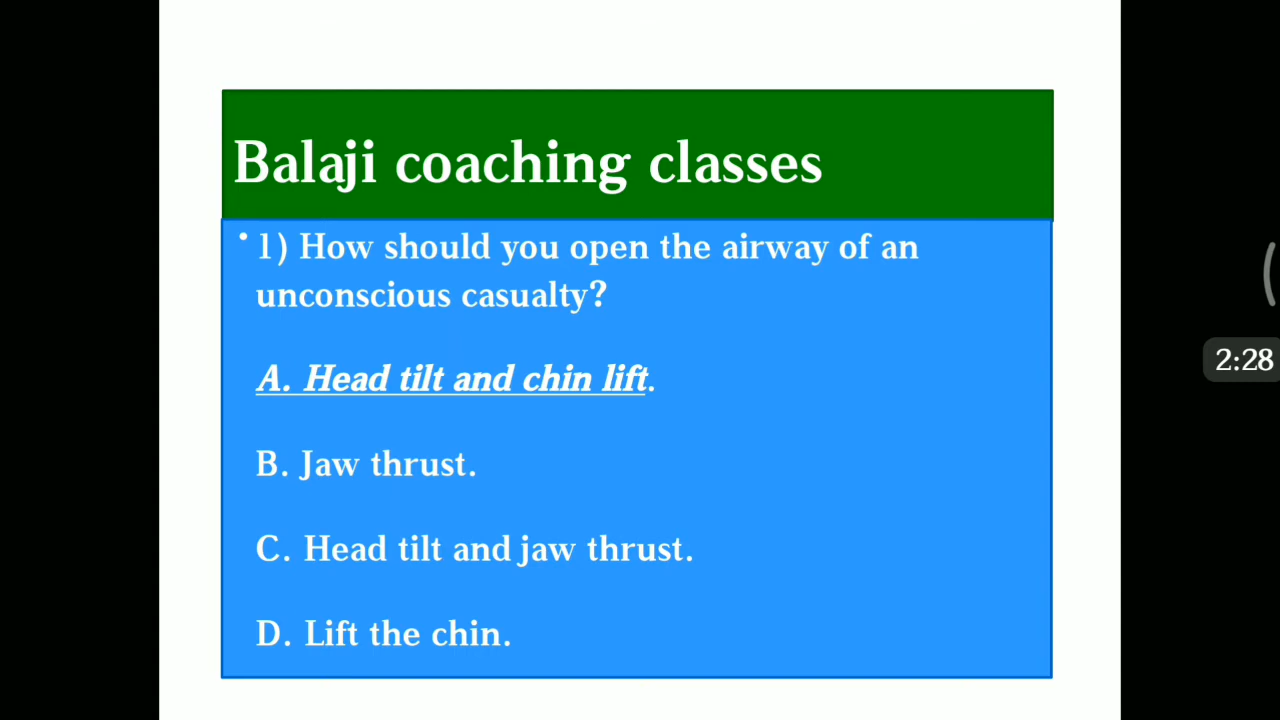 Balaji coaching classes
• 1) How should you open the airway of an
unconscious casualty?
A. Head tilt and chin lift.
B. Jaw thrust.
C. Head tilt and jaw thrust.
D. Lift the chin.
2:28